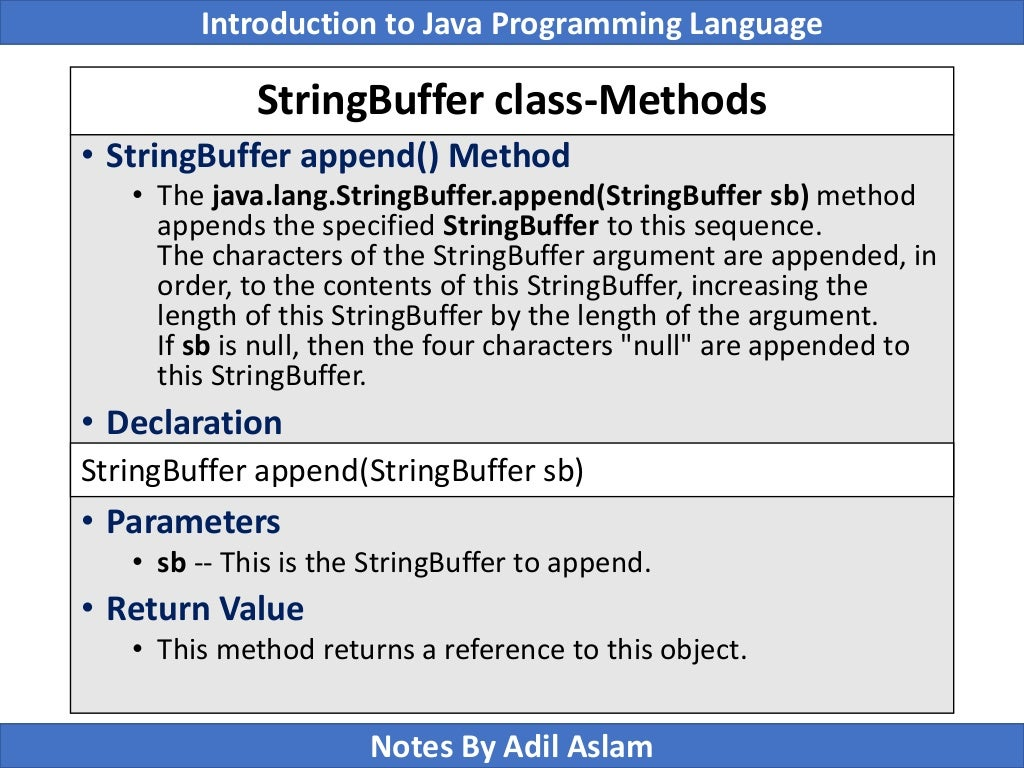 Introduction to Java Programming Language
StringBuffer class-Methods
• StringBuffer append() Method
• The java.lang.StringBuffer.append(StringBuffer sb) method
appends the specified StringBuffer to this sequence.
The characters of the StringBuffer argument are appended, in
order, to the contents of this StringBuffer, increasing the
length of this StringBuffer by the length of the argument.
If sb is null, then the four characters "null" are appended to
this StringBuffer.
• Declaration
StringBuffer append(StringBuffer sb)
• Parameters
• sb -- This is the StringBuffer to append.
• Return Value
• This method returns a reference to this object.
Notes By Adil Aslam